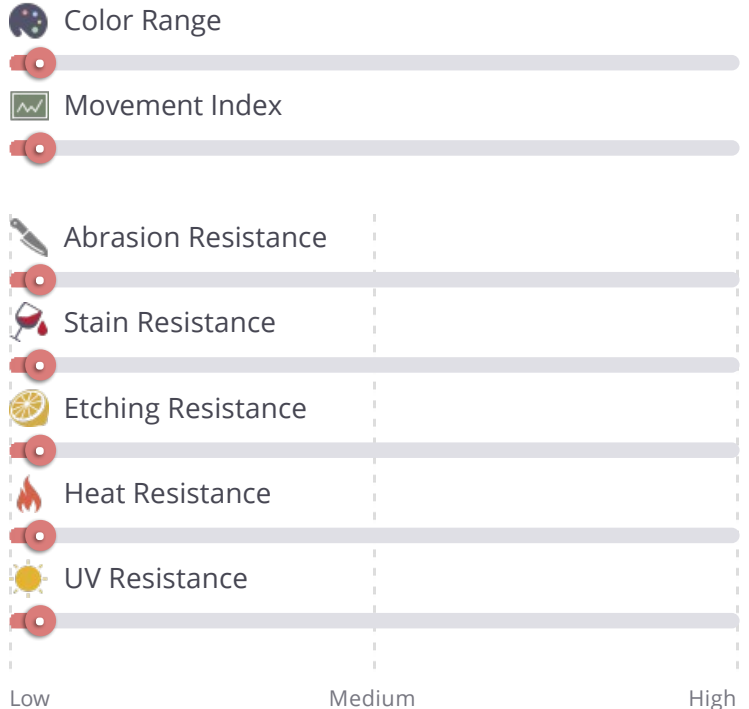 Color Range
Movement Index
Abrasion Resistance
Stain Resistance
Etching Resistance
Heat Resistance
UV Resistance
Low Medium High